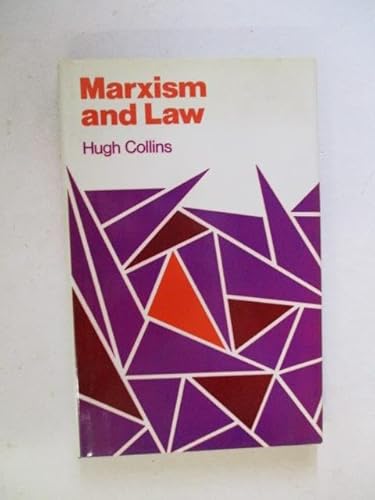 Marxism
and Law
Hugh Collins